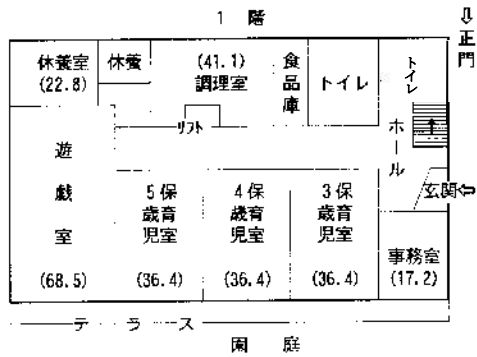 1 階
⇩正門
休養室
(22.8)
休養
(41.1)
調理室
食品庫
トイレ
トイレ
リフト
ホール
↑
玄関⇦
遊戯室
(68.5)
5歳児保育室
(36.4)
4歳児保育室
(36.4)
3歳児保育室
(36.4)
事務室
(17.2)
テラス
園 庭